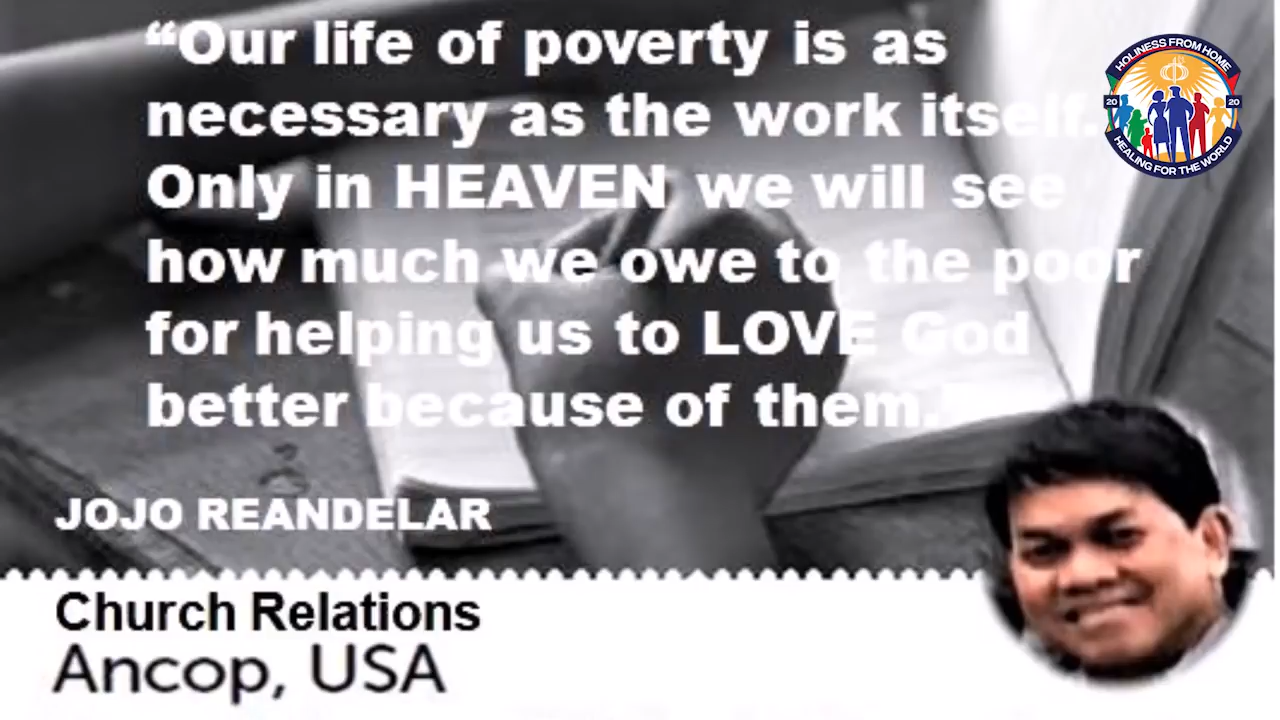 “Our life of poverty is as
necessary as the work itself.
Only in HEAVEN we will see
how much we owe to the poor
for helping us to LOVE God
better because of them.”
JOJO REANDELAR
Church Relations
Ancop, USA
HOLINESS FROM HOME
20 20
HEALING FOR THE WORLD